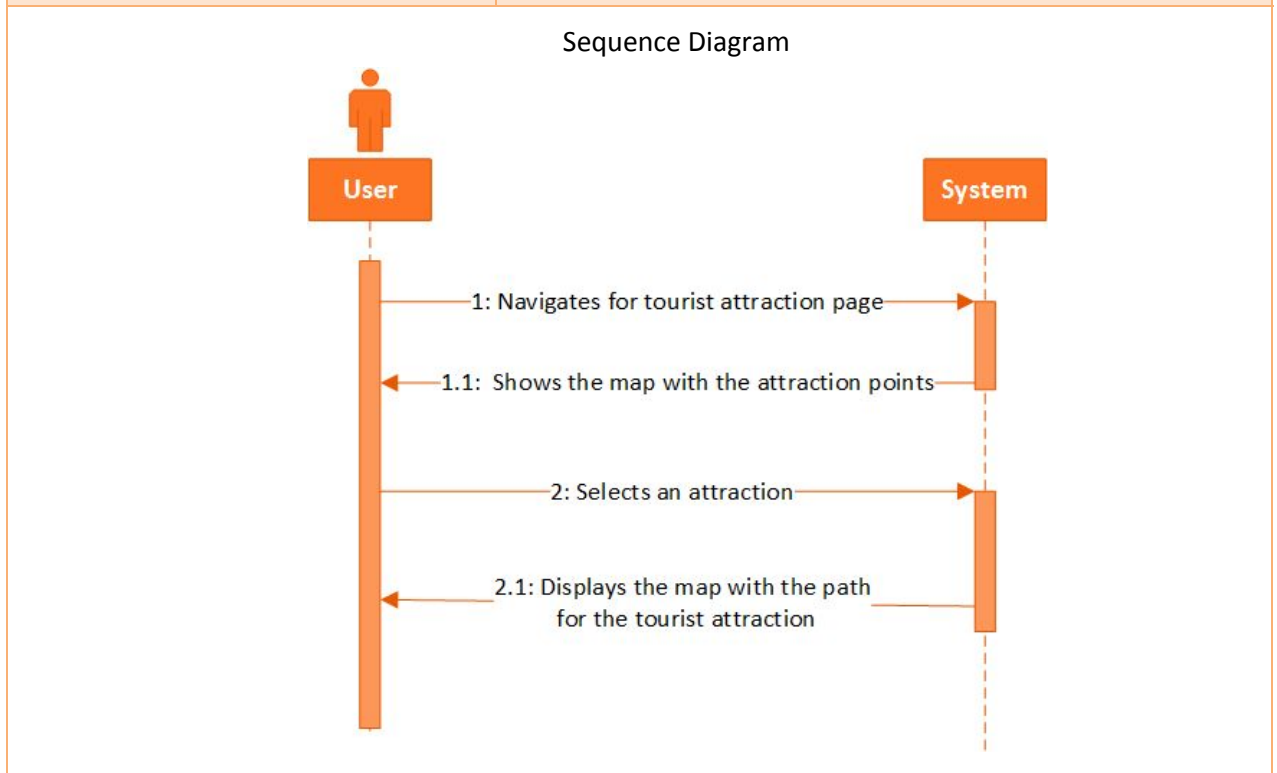 Sequence Diagram
User
System
1: Navigates for tourist attraction page
1.1: Shows the map with the attraction points
2: Selects an attraction
2.1: Displays the map with the path
for the tourist attraction